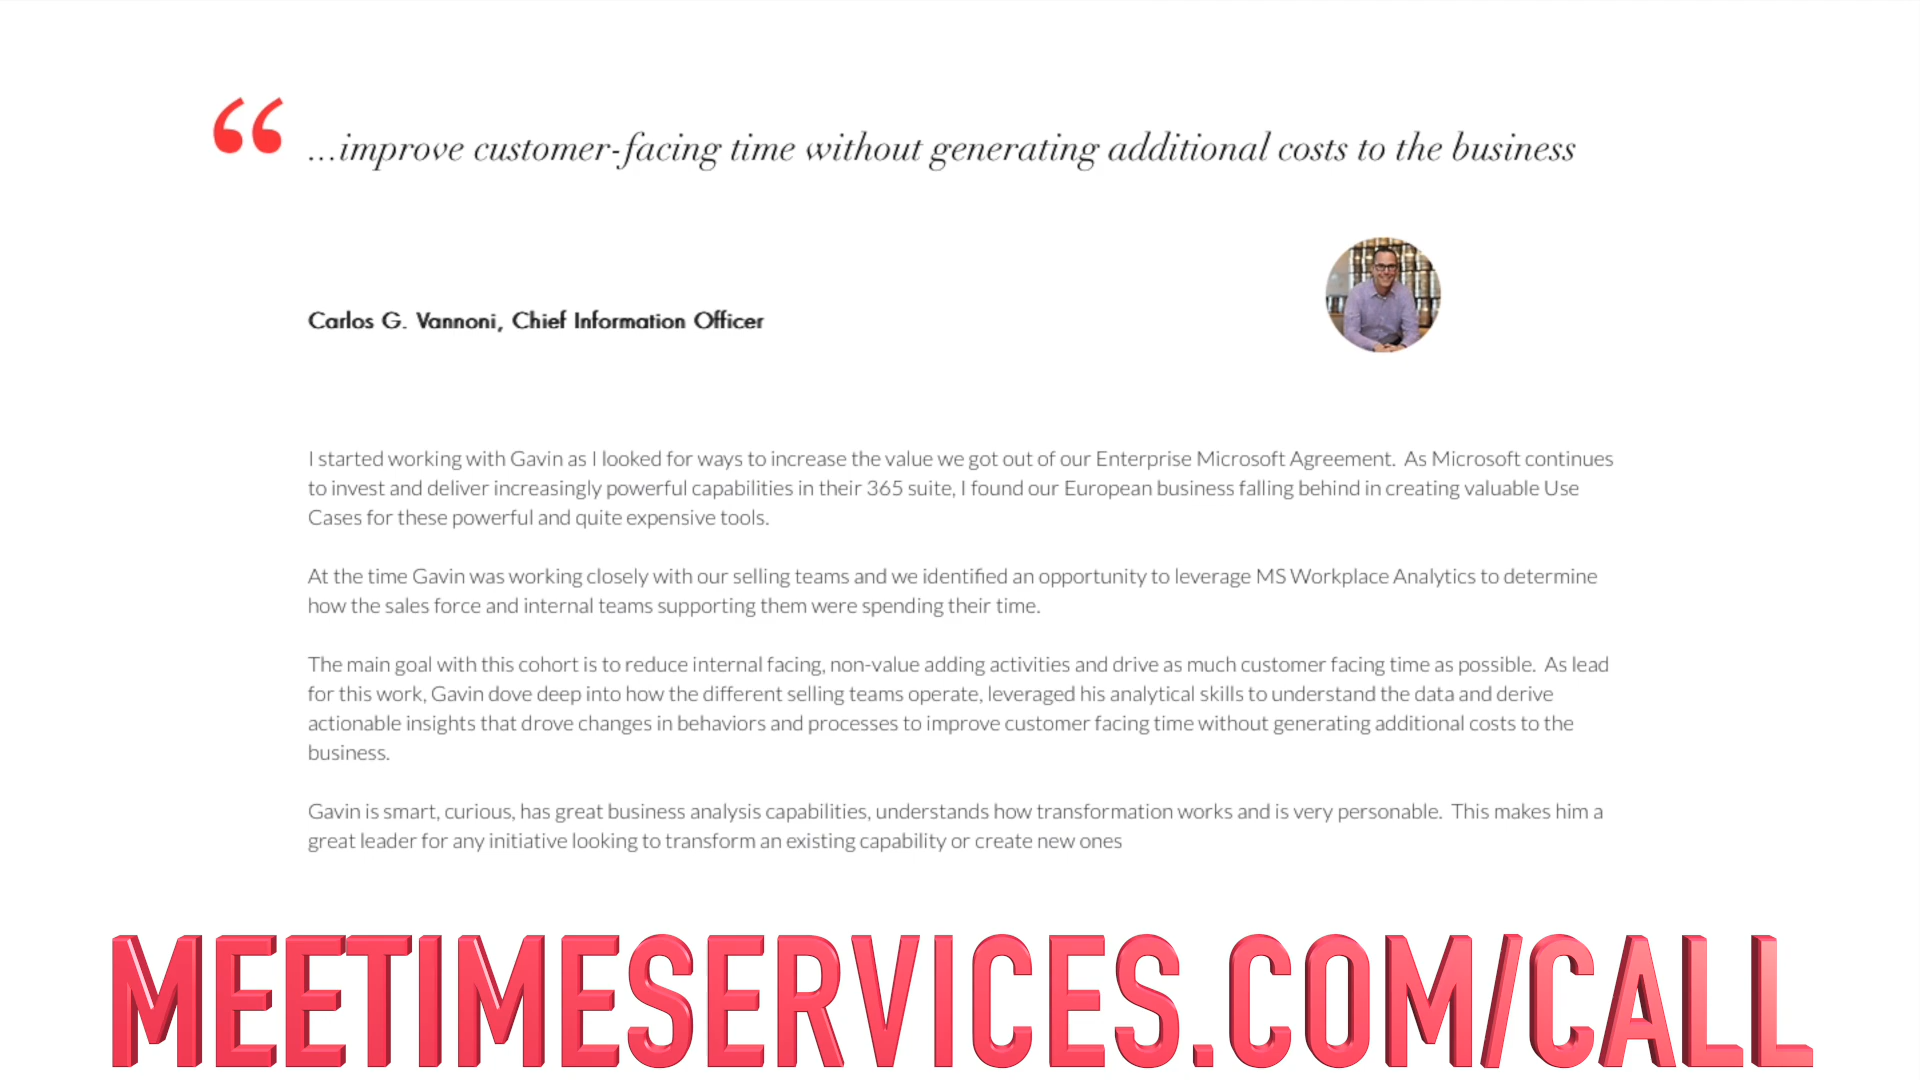 “ ...improve customer-facing time without generating additional costs to the business
Carlos G. Vannoni, Chief Information Officer
I started working with Gavin as I looked for ways to increase the value we got out of our Enterprise Microsoft Agreement.  As Microsoft continues
to invest and deliver increasingly powerful capabilities in their 365 suite, I found our European business falling behind in creating valuable Use
Cases for these powerful and quite expensive tools.
At the time Gavin was working closely with our selling teams and we identified an opportunity to leverage MS Workplace Analytics to determine
how the sales force and internal teams supporting them were spending their time.
The main goal with this cohort is to reduce internal facing, non-value adding activities and drive as much customer facing time as possible.  As lead
for this work, Gavin dove deep into how the different selling teams operate, leveraged his analytical skills to understand the data and derive
actionable insights that drove changes in behaviors and processes to improve customer facing time without generating additional costs to the
business.
Gavin is smart, curious, has great business analysis capabilities, understands how transformation works and is very personable.  This makes him a
great leader for any initiative looking to transform an existing capability or create new ones
MEETIMESERVICES.COM/CALL